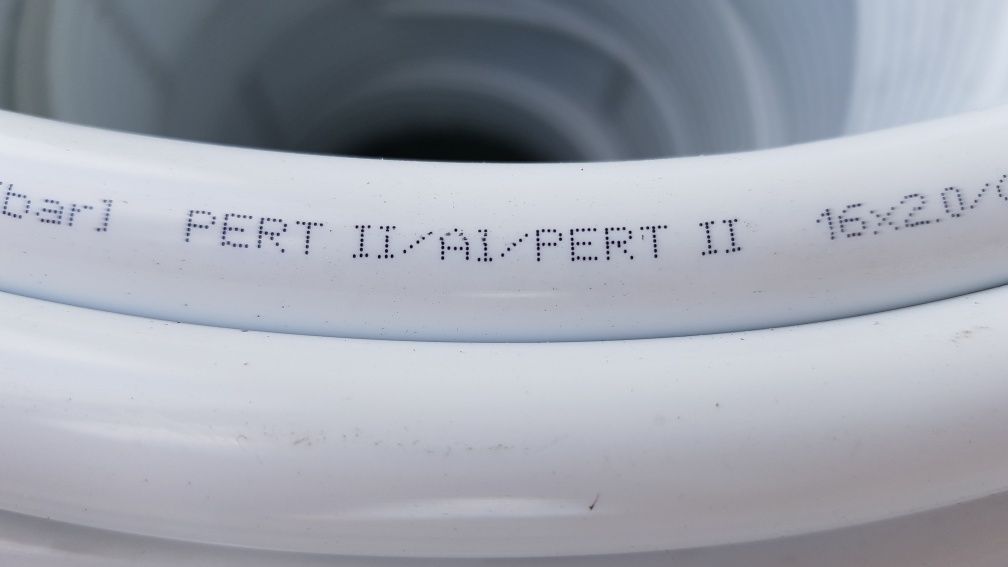 bar] PERT II/Al/PERT II 16x2.0/